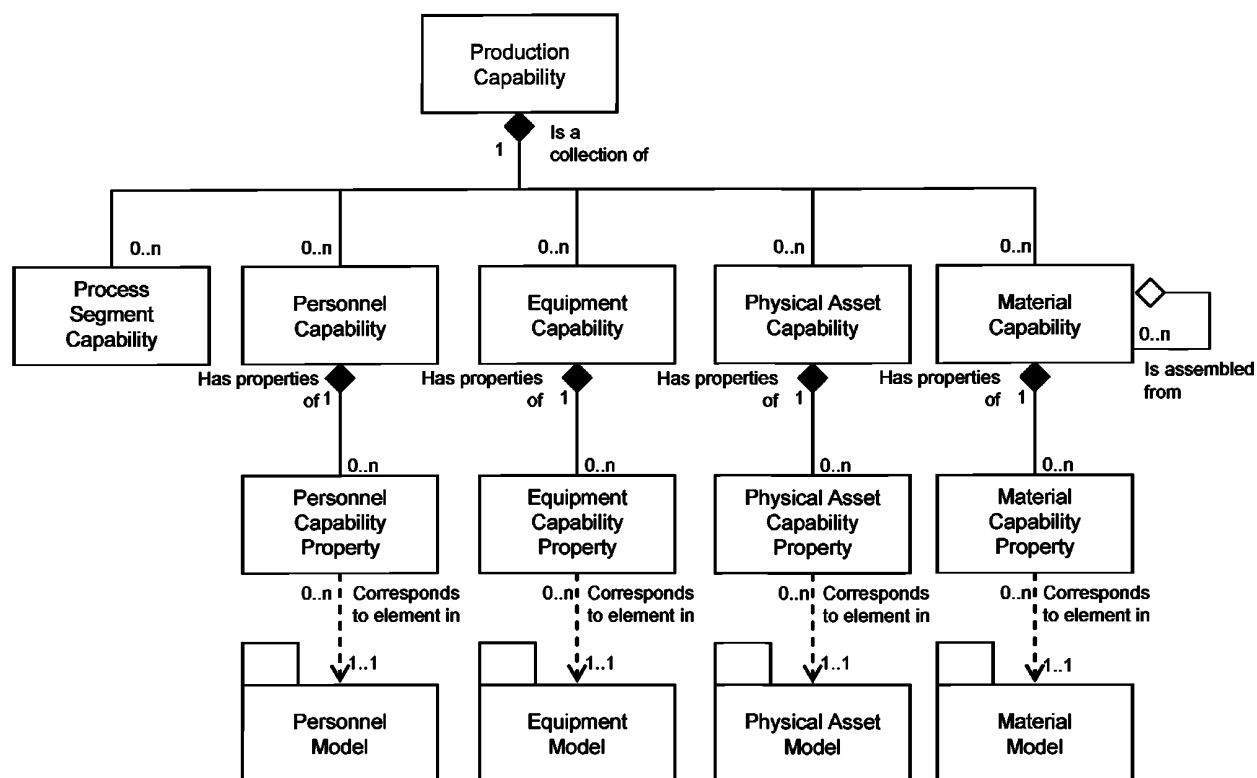 Production
Capability
1
Is a
collection of
0..n
0..n
0..n
0..n
0..n
Process
Segment
Capability
Personnel
Capability
Equipment
Capability
Physical Asset
Capability
Material
Capability
0..n
Is assembled
from
Has properties
of
1
Has properties
of
1
Has properties
of
1
Has properties
of
1
0..n
0..n
0..n
0..n
Personnel
Capability
Property
Equipment
Capability
Property
Physical Asset
Capability
Property
Material
Capability
Property
0..n
Corresponds
to element in
0..n
Corresponds
to element in
0..n
Corresponds
to element in
0..n
Corresponds
to element in
1..1
1..1
1..1
1..1
Personnel
Model
Equipment
Model
Physical Asset
Model
Material
Model